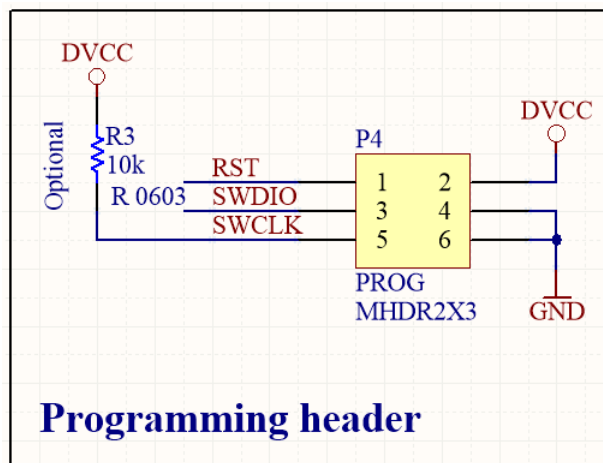 DVCC
Optional
R3
10k
R 0603
RST
SWDIO
SWCLK
P4
1 2
3 4
5 6
PROG
MHDR2X3
DVCC
GND
Programming header